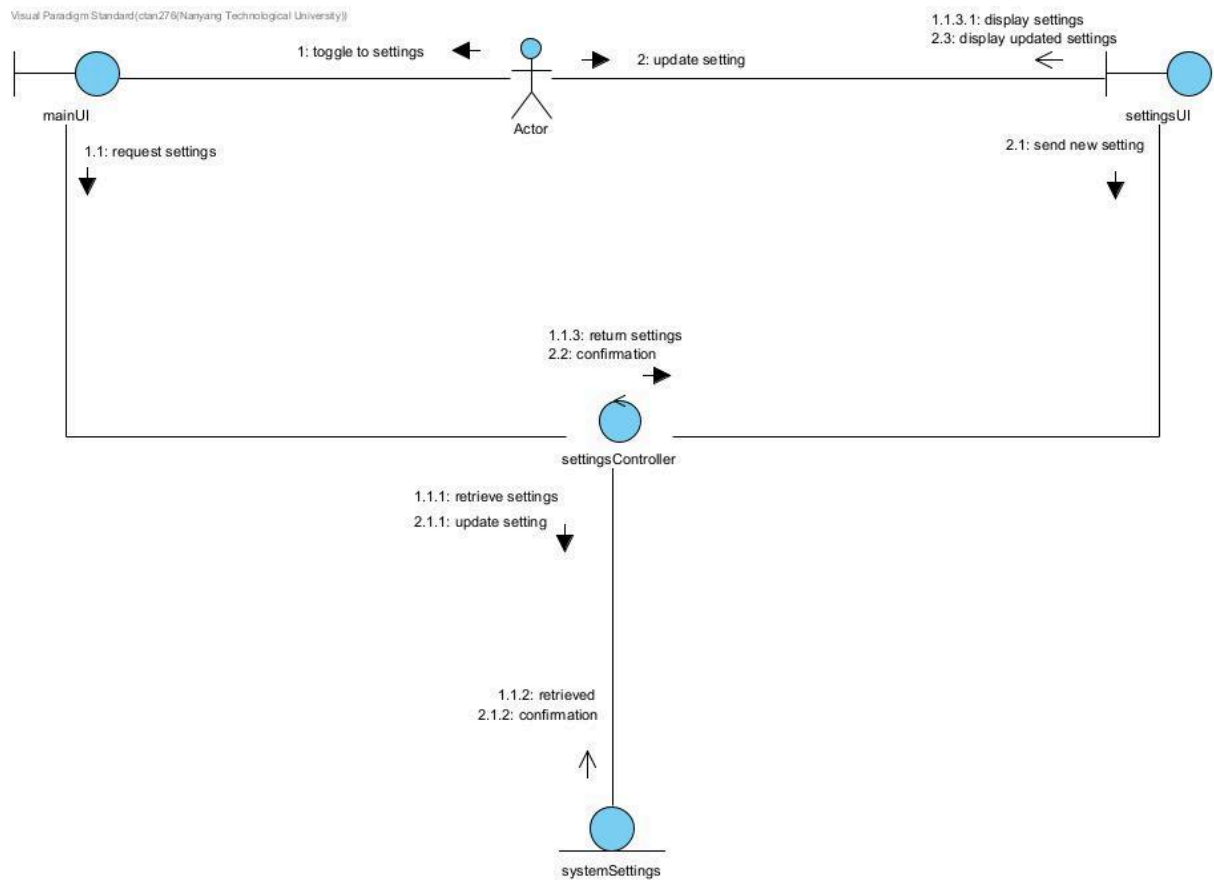 Visual Paradigm Standard(ctan276(Nanyang Technological University))
1.1.3.1: display settings
1: toggle to settings
2: update setting
2.3: display updated settings
mainUI
Actor
settingsUI
1.1: request settings
2.1: send new setting
1.1.3: return settings
2.2: confirmation
settingsController
1.1.1: retrieve settings
2.1.1: update setting
1.1.2: retrieved
2.1.2: confirmation
systemSettings